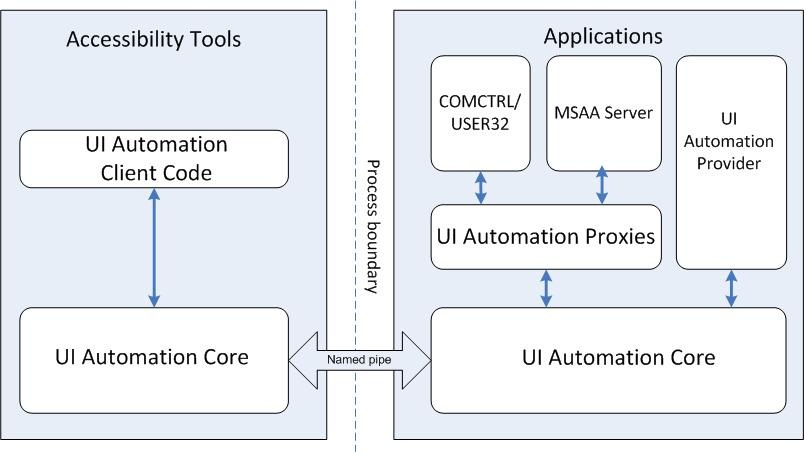 Accessibility Tools
UI Automation
Client Code
UI Automation Core
Process boundary
Named pipe
Applications
COMCTRL/
USER32
MSAA Server
UI
Automation
Provider
UI Automation Proxies
UI Automation Core